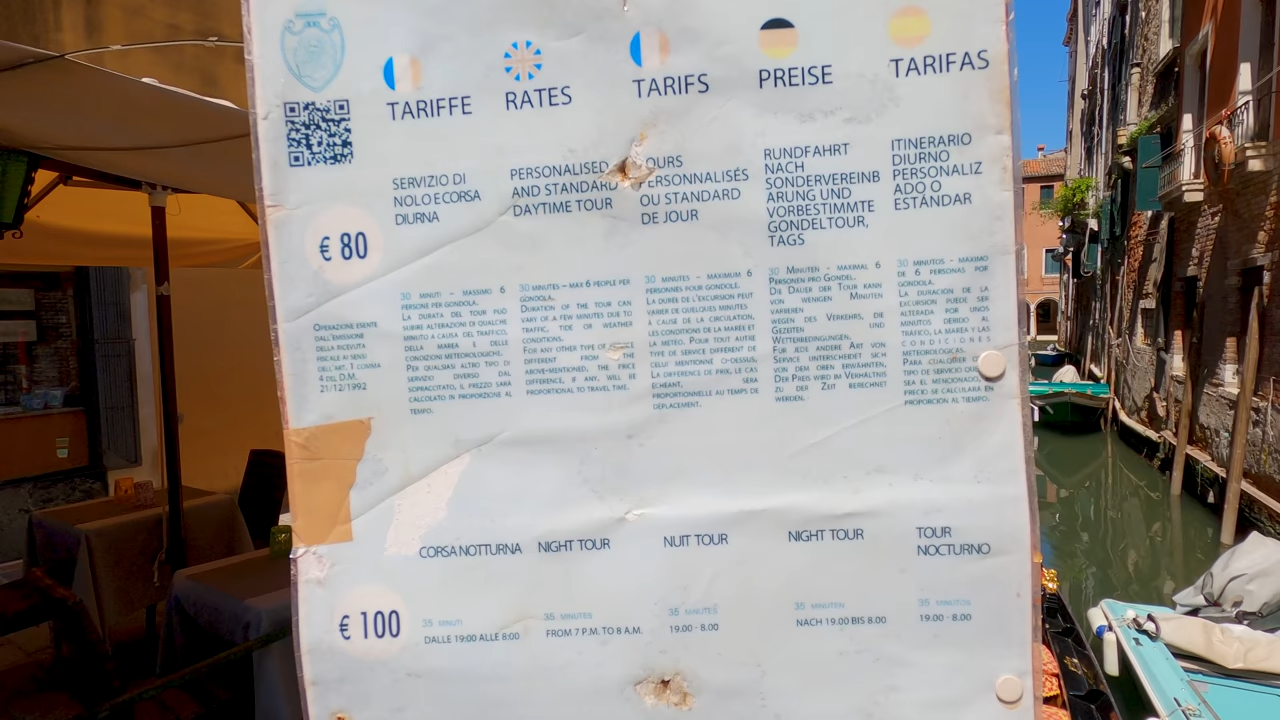 TARIFFE
RATES
TARIFS
PREISE
TARIFAS
SERVIZIO DI
NOLO E CORSA
DIURNA
PERSONALISED
AND STANDARD
DAYTIME TOUR
OURS
PERSONNALISÉS
OU STANDARD
DE JOUR
RUNDFAHRT
NACH
SONDERVEREINB
ARUNG UND
VORBESTIMMTE
GONDELTOUR,
TAGS
ITINERARIO
DIURNO
PERSONALIZ
ADO O
ESTÁNDAR
€ 80
OPERAZIONE ESENTE
DALL'EMISSIONE
DELLA RICEVUTA
FISCALE AI SENSI
DELL'ART. 1 COMMA
4 DEL D.M.
21/12/1992
30 MINUTI – MASSIMO 6
PERSONE PER GONDOLA.
LA DURATA DEL TOUR PUÒ
SUBIRE ALTERAZIONI DI QUALCHE
MINUTO A CAUSA DEL TRAFFICO,
DELLA MAREA E DELLE
CONDIZIONI METEOROLOGICHE.
PER QUALSIASI ALTRO TIPO DI
SERVIZIO DIVERSO DAL
SOPRACCITATO, IL PREZZO SARÀ
CALCOLATO IN PROPORZIONE AL
TEMPO.
30 MINUTES – MAX 6 PEOPLE PER
GONDOLA.
DURATION OF THE TOUR CAN
VARY OF A FEW MINUTES DUE TO
TRAFFIC, TIDE OR WEATHER
CONDITIONS.
FOR ANY OTHER TYPE OF
DIFFERENT FROM THE
ABOVE-MENTIONED, THE PRICE
DIFFERENCE, IF ANY, WILL BE
PROPORTIONAL TO TRAVEL TIME.
30 MINUTES – MAXIMUM 6
PERSONNES POUR GONDOLE.
LA DURÉE DE L'EXCURSION PEUT
VARIER DE QUELQUES MINUTES
À CAUSE DE LA CIRCULATION,
LES CONDITIONS DE LA MARÉE ET
LA MÉTÉO. POUR TOUT AUTRE
TYPE DE SERVICE DIFFÉRENT DE
CELUI MENTIONNÉ CI-DESSUS,
LA DIFFÉRENCE DE PRIX, LE CAS
ÉCHÉANT, SERA
PROPORTIONNELLE AU TEMPS DE
DÉPLACEMENT.
30 MINUTEN – MAXIMAL 6
PERSONEN PRO GONDEL.
DIE DAUER DER TOUR KANN
VON WENIGEN MINUTEN
VARIIEREN
WEGEN DES VERKEHRS, DIE
GEZEITEN UND
WETTERBEDINGUNGEN.
FÜR JEDE ANDERE ART VON
SERVICE UNTERSCHEIDET SICH
VON DEM OBEN ERWÄHNTEN,
DER PREIS WIRD IM VERHÄLTNIS
ZU DER ZEIT BERECHNET
WERDEN.
30 MINUTOS – MÁXIMO
DE 6 PERSONAS POR
GONDOLA.
LA DURACIÓN DE LA
EXCURSION PUEDE SER
ALTERADA POR UNOS
MINUTOS DEBIDO AL
TRÁFICO, LA MAREA Y LAS
CONDICIONES
METEOROLÓGICAS.
PARA CUALQUIER
TIPO DE SERVICIO QUE
SEA EL MENCIONADO,
PRECIO SE CALCULARÁ EN
PROPORCIÓN AL TIEMPO.
CORSA NOTTURNA
NIGHT TOUR
NUIT TOUR
NIGHT TOUR
TOUR
NOCTURNO
€ 100
35 MINUTI
DALLE 19:00 ALLE 8:00
35 MINUTES
FROM 7 P.M. TO 8 A.M.
35 MINUTES
19.00 - 8.00
35 MINUTEN
NACH 19.00 BIS 8.00
35 MINUTOS
19.00 - 8.00